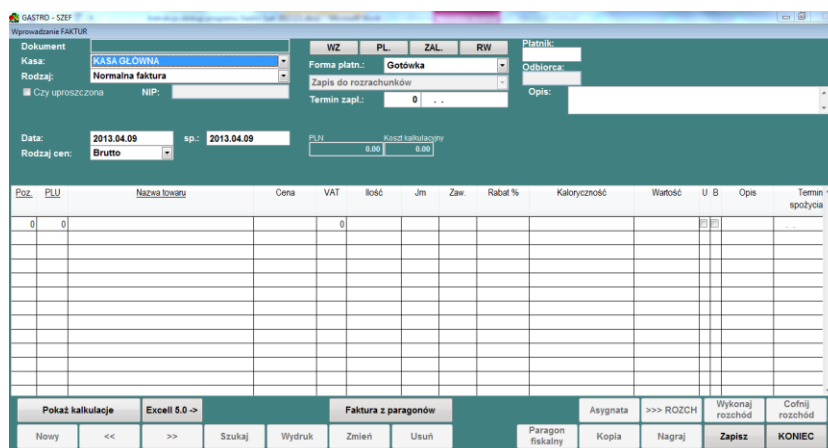 GASTRO - SZEF
Wprowadzanie FAKTUR
Dokument
WZ PL. ZAL. RW
Płatnik:
Kasa: KASA GŁÓWNA
Forma płatn.: Gotówka
Odbiorca:
Rodzaj: Normalna faktura
Zapis do rozrachunków
Czy uproszczona NIP:
Opis:
Termin zapł.: 0 . .
Data: 2013.04.09 sp.: 2013.04.09
PLN Koszt kalkulacyjny
0.00 0.00
Rodzaj cen: Brutto
Poz. PLU Nazwa towaru Cena VAT Ilość Jm Zaw. Rabat % Kaloryczność Wartość U B Opis Termin spożycia
0 0 0 . .
Pokaż kalkulacje Excell 5.0 -> Faktura z paragonów Asygnata >>> ROZCH Wykonaj rozchód Cofnij rozchód
Nowy << >> Szukaj Wydruk Zmień Usuń Paragon fiskalny Kopia Nagraj Zapisz KONIEC